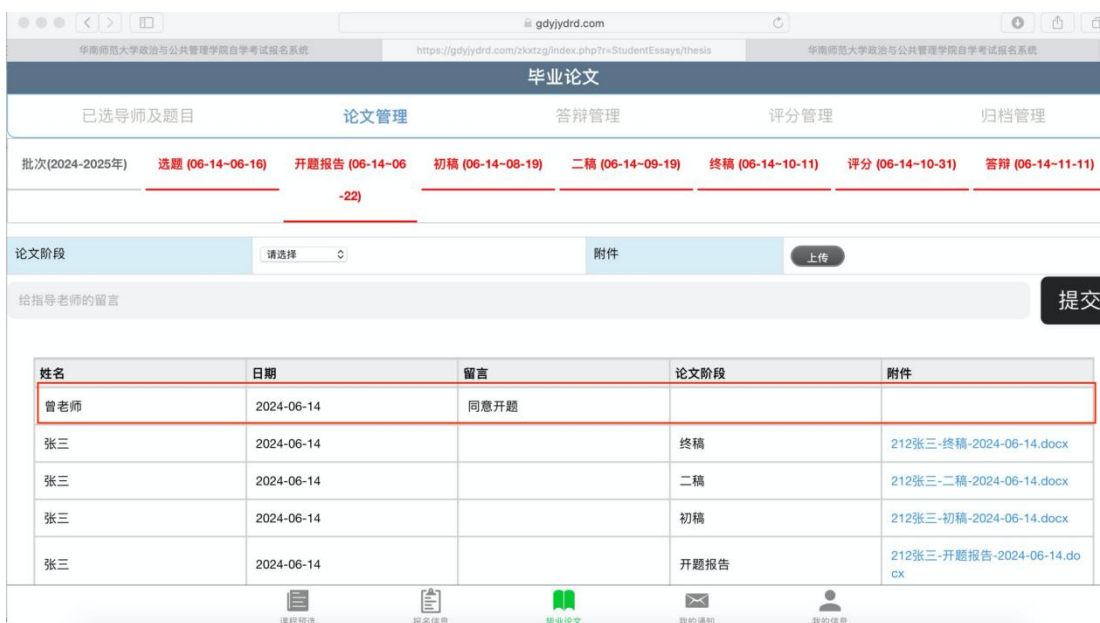 gdyjydrd.com
华南师范大学政治与公共管理学院自学考试报名系统
https://gdyjydrd.com/zkxtzg/index.php?r=StudentEssays/thesis
华南师范大学政治与公共管理学院自学考试报名系统
毕业论文
已选导师及题目 论文管理 答辩管理 评分管理 归档管理
批次(2024-2025年) 选题 (06-14~06-16) 开题报告 (06-14~06 初稿 (06-14~08-19) 二稿 (06-14~09-19) 终稿 (06-14~10-11) 评分 (06-14~10-31) 答辩 (06-14~11-11)
-22)
论文阶段 请选择 附件 上传
给指导老师的留言 提交
姓名 日期 留言 论文阶段 附件
曾老师 2024-06-14 同意开题
张三 2024-06-14 终稿 212张三-终稿-2024-06-14.docx
张三 2024-06-14 二稿 212张三-二稿-2024-06-14.docx
张三 2024-06-14 初稿 212张三-初稿-2024-06-14.docx
张三 2024-06-14 开题报告 212张三-开题报告-2024-06-14.do
cx
课程预选 报名信息 毕业论文 我的通知 我的信息